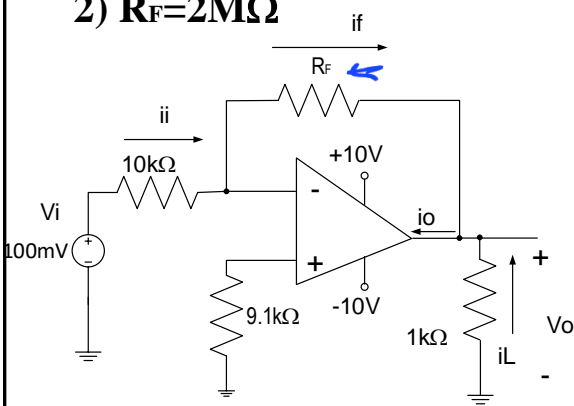 2) RF=2MΩ
if
RF
ii
10kΩ
+10V
-
Vi
io
100mV
+
-
+
+
9.1kΩ
-10V
1kΩ
iL
Vo
-